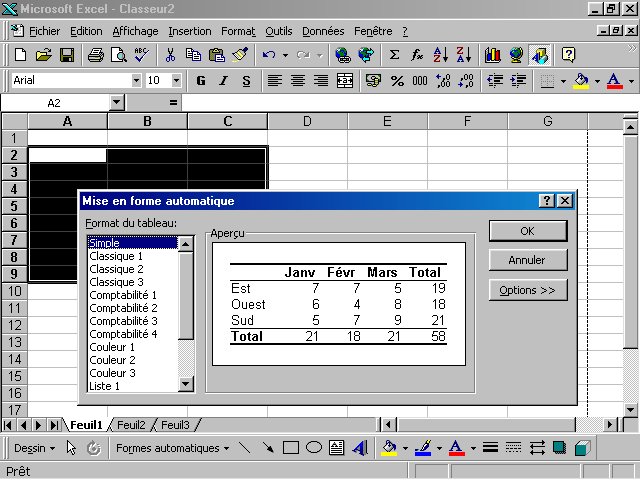 Microsoft Excel - Classeur2
Fichier Edition Affichage Insertion Format Outils Données Fenêtre ?
Arial 10 G I S % 000
A2 =
A B C D E F G
1
2
3
4
5
6
7
8
9
10
11
12
13
14
15
16
17
Mise en forme automatique
Format du tableau:
Simple
Classique 1
Classique 2
Classique 3
Comptabilité 1
Comptabilité 2
Comptabilité 3
Comptabilité 4
Couleur 1
Couleur 2
Couleur 3
Liste 1
Aperçu
Janv Févr Mars Total
Est 7 7 5 19
Ouest 6 4 8 18
Sud 5 7 9 21
Total 21 18 21 58
OK
Annuler
Options >>
Feuil1 Feuil2 Feuil3
Dessin Formes automatiques
Prêt